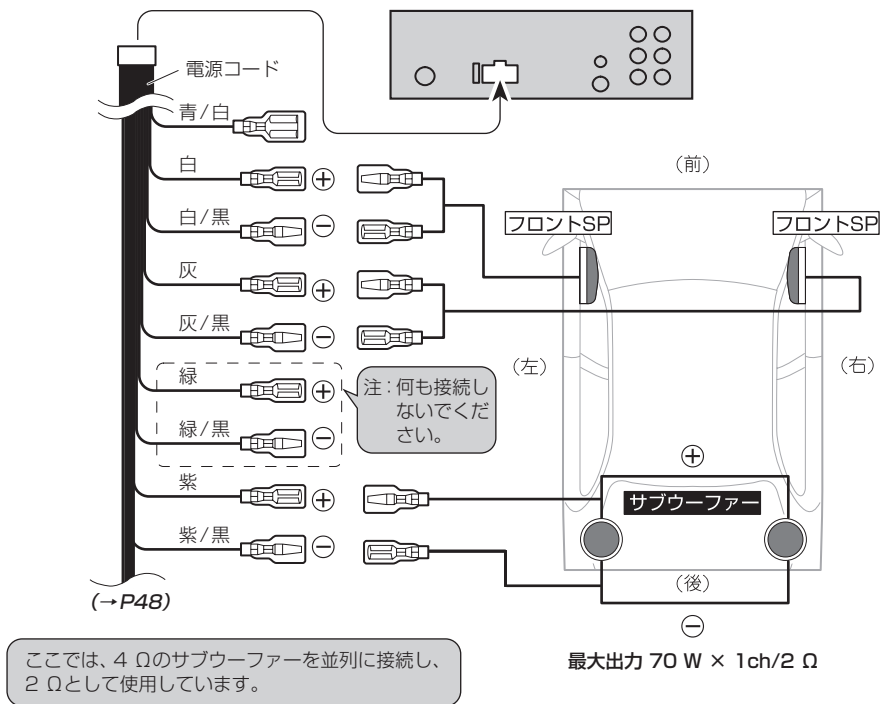 電源コード
青/白
白
⊕
白/黒
⊖
灰
⊕
灰/黒
⊖
緑
⊕
緑/黒
⊖
紫
⊕
紫/黒
⊖
(→P48)
注:何も接続し
ないでくだ
さい。
(前)
フロントSP
フロントSP
(左)
(右)
⊕
サブウーファー
(後)
⊖
最大出力 70 W × 1ch/2 Ω
ここでは、4 Ωのサブウーファーを並列に接続し、
2 Ωとして使用しています。